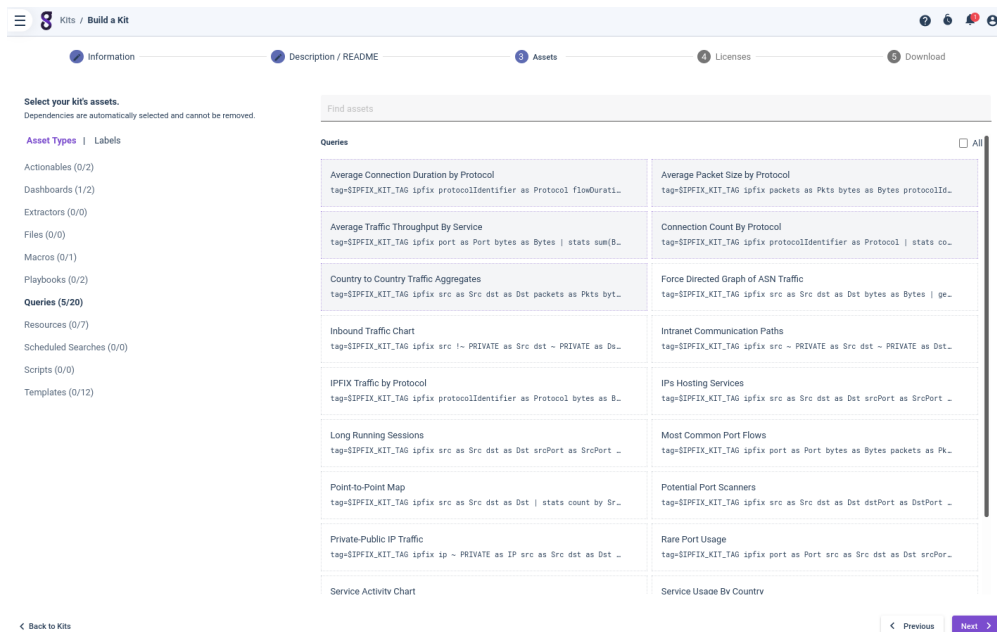 Kits / Build a Kit
1
Information
Description / README
3 Assets
4 Licenses
5 Download
Select your kit's assets.
Dependencies are automatically selected and cannot be removed.
Asset Types | Labels
Actionables (0/2)
Dashboards (1/2)
Extractors (0/0)
Files (0/0)
Macros (0/1)
Playbooks (0/2)
Queries (5/20)
Resources (0/7)
Scheduled Searches (0/0)
Scripts (0/0)
Templates (0/12)
Find assets
Queries
All
Average Connection Duration by Protocol
tag=$IPFIX_KIT_TAG ipfix protocolIdentifier as Protocol flowDurati…
Average Packet Size by Protocol
tag=$IPFIX_KIT_TAG ipfix packets as Pkts bytes as Bytes protocolId…
Average Traffic Throughput By Service
tag=$IPFIX_KIT_TAG ipfix port as Port bytes as Bytes | stats sum(B…
Connection Count By Protocol
tag=$IPFIX_KIT_TAG ipfix protocolIdentifier as Protocol | stats co…
Country to Country Traffic Aggregates
tag=$IPFIX_KIT_TAG ipfix src as Src dst as Dst packets as Pkts byt…
Force Directed Graph of ASN Traffic
tag=$IPFIX_KIT_TAG ipfix src as Src dst as Dst bytes as Bytes | ge…
Inbound Traffic Chart
tag=$IPFIX_KIT_TAG ipfix src !~ PRIVATE as Src dst ~ PRIVATE as Ds…
Intranet Communication Paths
tag=$IPFIX_KIT_TAG ipfix src ~ PRIVATE as Src dst ~ PRIVATE as Dst…
IPFIX Traffic by Protocol
tag=$IPFIX_KIT_TAG ipfix protocolIdentifier as Protocol bytes as B…
IPs Hosting Services
tag=$IPFIX_KIT_TAG ipfix src as Src dst as Dst srcPort as SrcPort …
Long Running Sessions
tag=$IPFIX_KIT_TAG ipfix src as Src dst as Dst srcPort as SrcPort …
Most Common Port Flows
tag=$IPFIX_KIT_TAG ipfix port as Port bytes as Bytes packets as Pk…
Point-to-Point Map
tag=$IPFIX_KIT_TAG ipfix src as Src dst as Dst | stats count by Sr…
Potential Port Scanners
tag=$IPFIX_KIT_TAG ipfix src as Src dst as Dst dstPort as DstPort …
Private-Public IP Traffic
tag=$IPFIX_KIT_TAG ipfix ip ~ PRIVATE as IP src as Src dst as Dst …
Rare Port Usage
tag=$IPFIX_KIT_TAG ipfix port as Port src as Src dst as Dst srcPor…
Service Activity Chart
Service Usage By Country
Back to Kits
Previous
Next